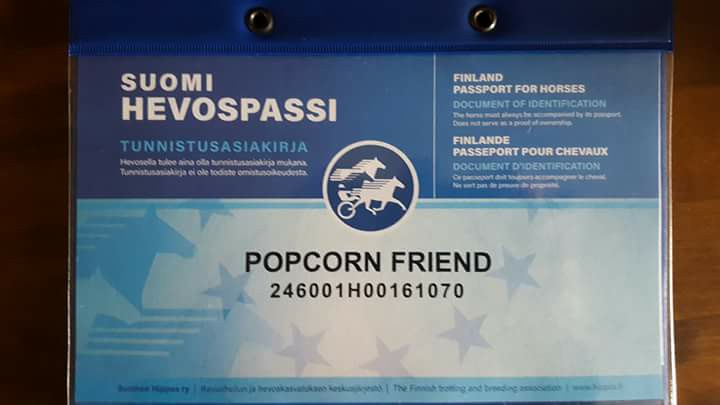 SUOMI
HEVOSPASSI
TUNNISTUSASIAKIRJA
Hevosella tulee aina olla tunnistusasiakirja mukana.
Tunnistusasiakirja ei ole todiste omistusoikeudesta.
FINLAND
PASSPORT FOR HORSES
DOCUMENT OF IDENTIFICATION
The horse must always be accompanied by its passport.
Does not serve as a proof of ownership.
FINLANDE
PASSEPORT POUR CHEVAUX
DOCUMENT D'IDENTIFICATION
Ce passeport doit toujours accompagner le cheval.
Ne sert pas de preuve de propriété.
POPCORN FRIEND
246001H00161070
Suomen Hippos ry | Raviurheilun ja hevoskasvatuksen keskusjärjestö | The Finnish trotting and breeding association | www.hippos.fi